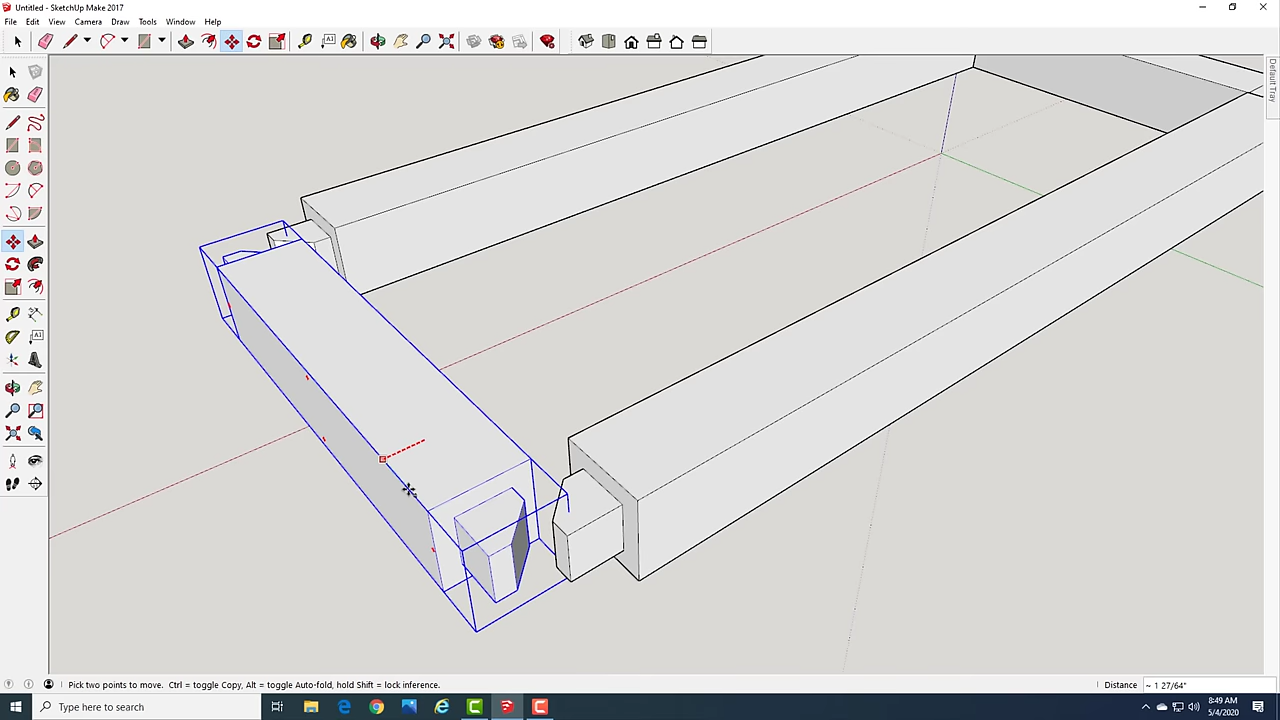 Untitled - SketchUp Make 2017
File Edit View Camera Draw Tools Window Help
A1
Default Tray
A1
Pick two points to move. Ctrl = toggle Copy, Alt = toggle Auto-fold, hold Shift = lock inference.
Distance ~ 1 27/64"
Type here to search
8:49 AM
5/4/2020